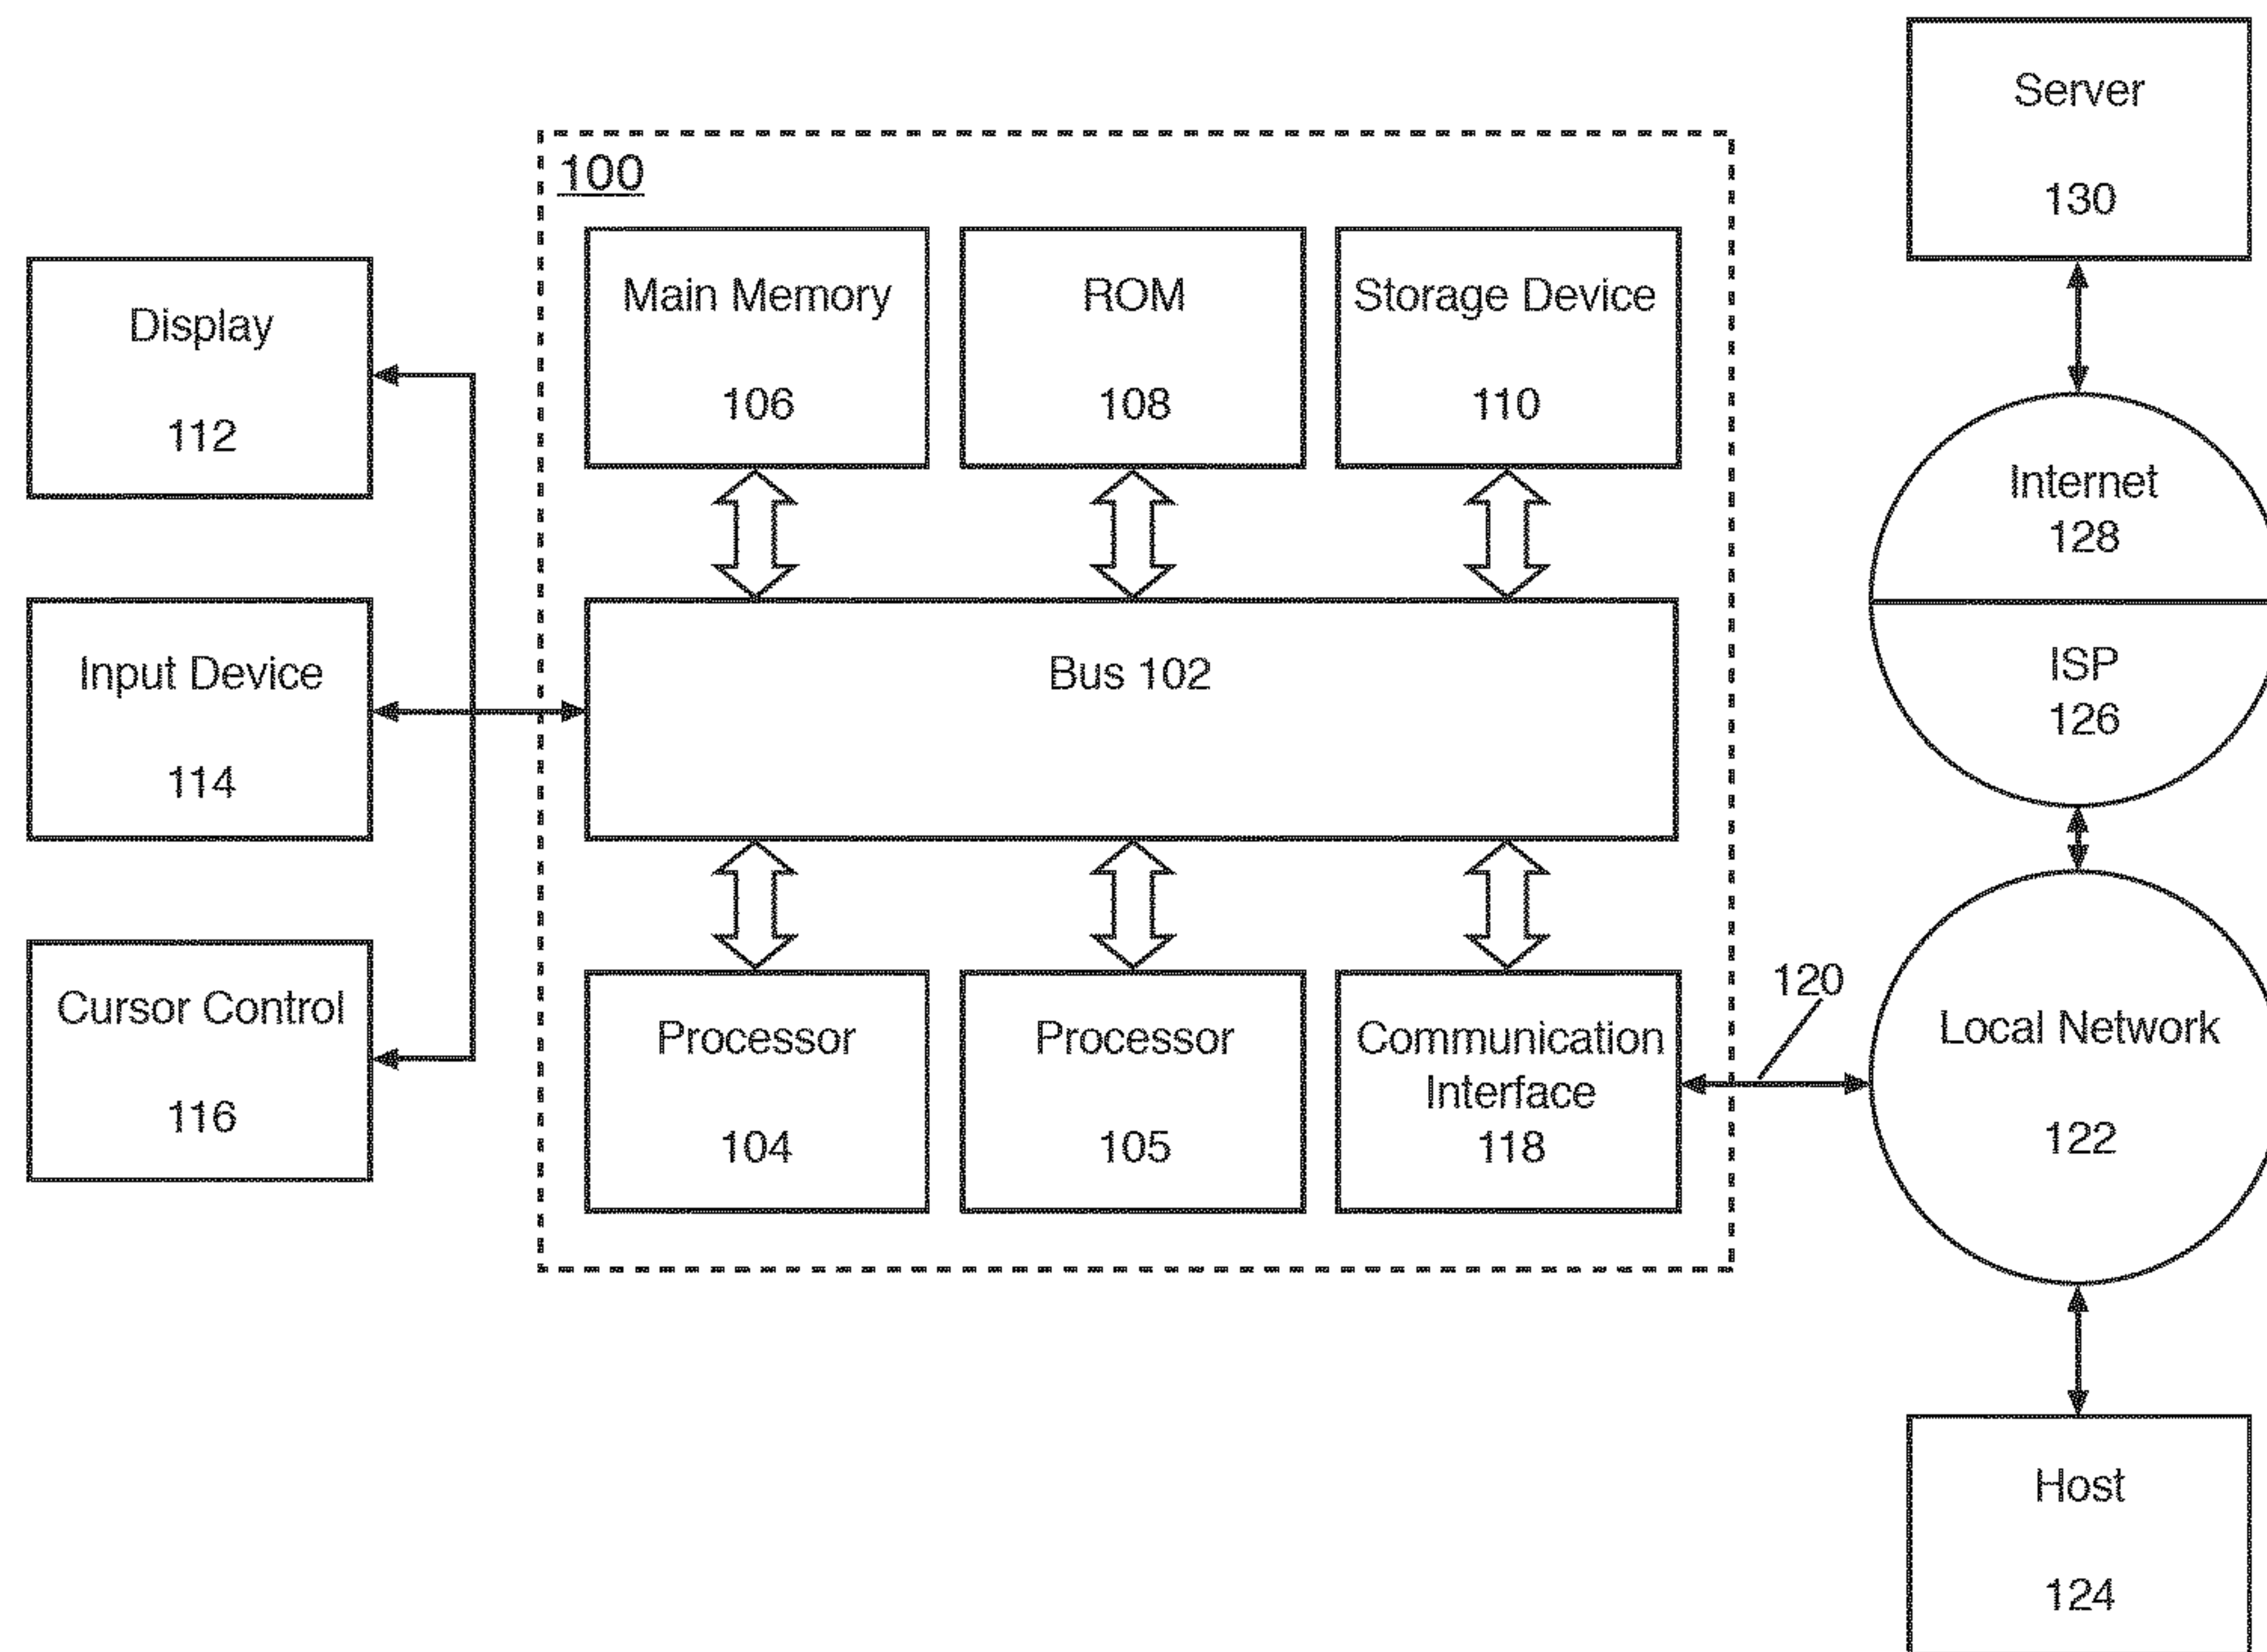 Server
130
100
Main Memory
106
ROM
108
Storage Device
110
Display
112
Internet
128
ISP
126
Bus 102
Input Device
114
Cursor Control
116
Processor
104
Processor
105
Communication
Interface
118
120
Local Network
122
Host
124